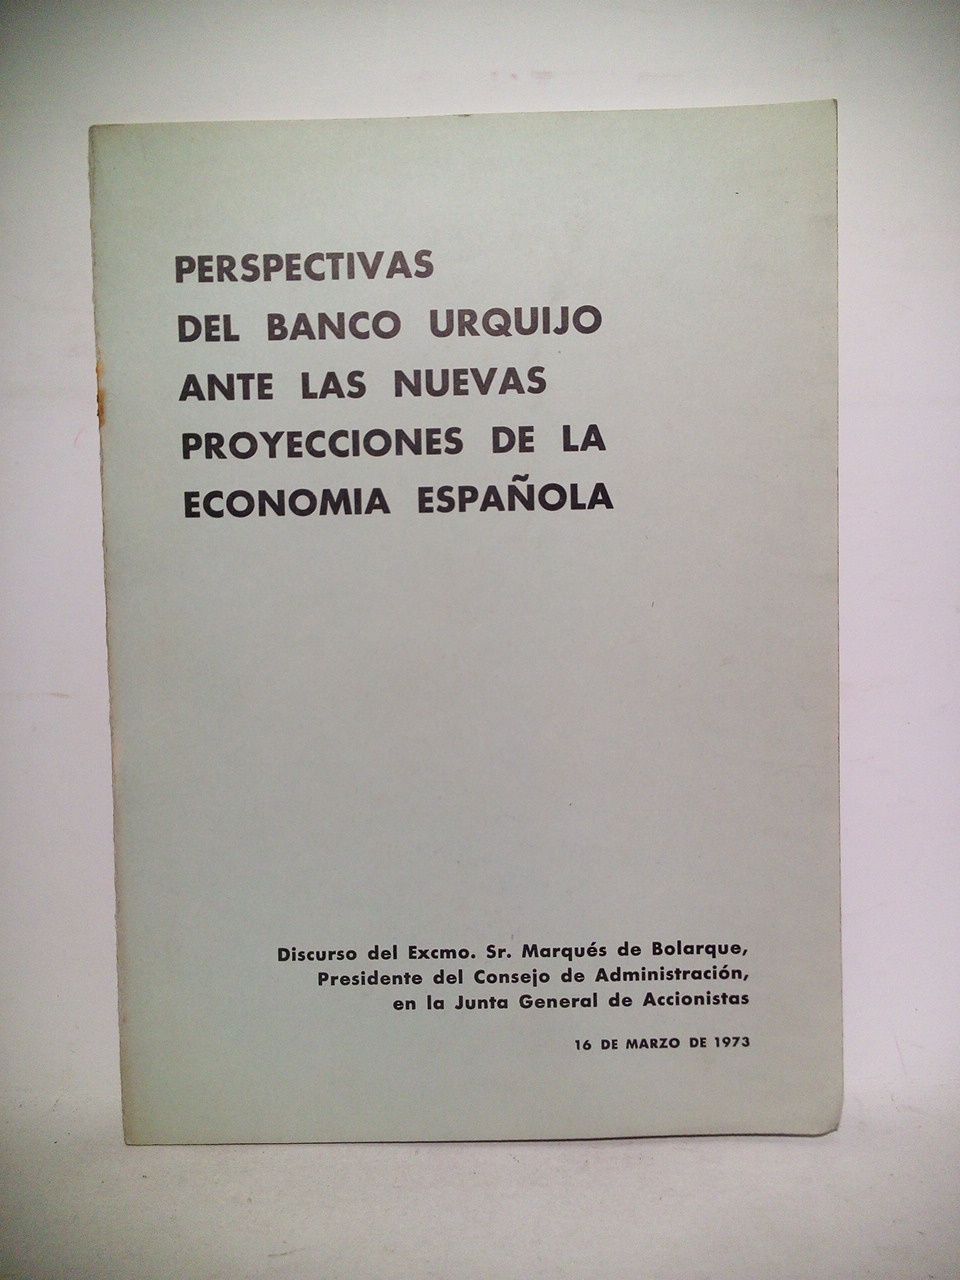 PERSPECTIVAS
DEL BANCO URQUIJO
ANTE LAS NUEVAS
PROYECCIONES DE LA
ECONOMIA ESPAÑOLA
Discurso del Excmo. Sr. Marqués de Bolarque,
Presidente del Consejo de Administración,
en la Junta General de Accionistas
16 DE MARZO DE 1973